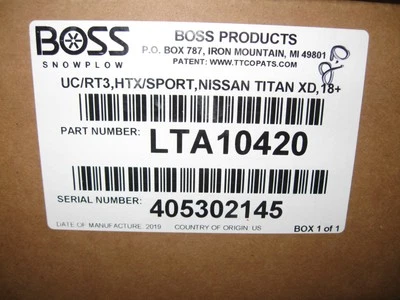 BOSS
SNOWPLOW
BOSS PRODUCTS
P.O. BOX 787, IRON MOUNTAIN, MI 49801
PATENT: WWW.TTCOPATS.COM
UC/RT3,HTX/SPORT,NISSAN TITAN XD,18+
PART NUMBER:
LTA10420
SERIAL NUMBER:
405302145
DATE OF MANUFACTURE: 2019 COUNTRY OF ORIGIN: US BOX 1 of 1